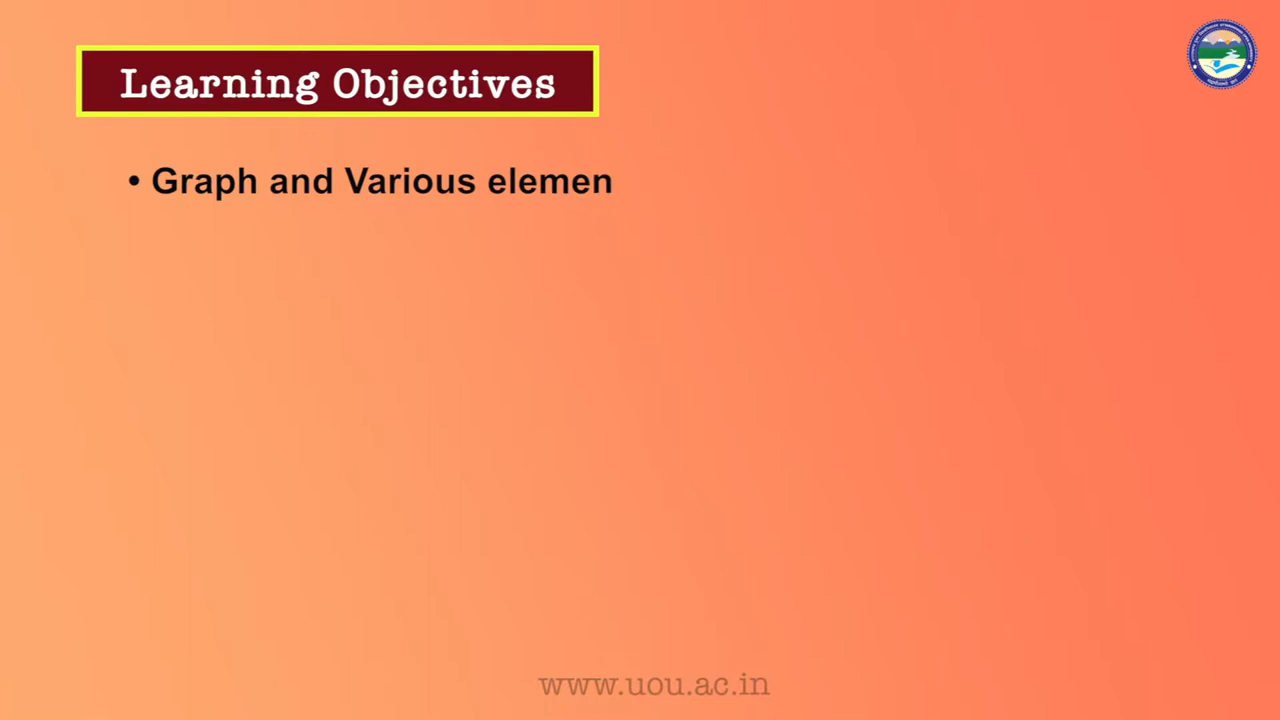 Learning Objectives
• Graph and Various elemen
www.uou.ac.in